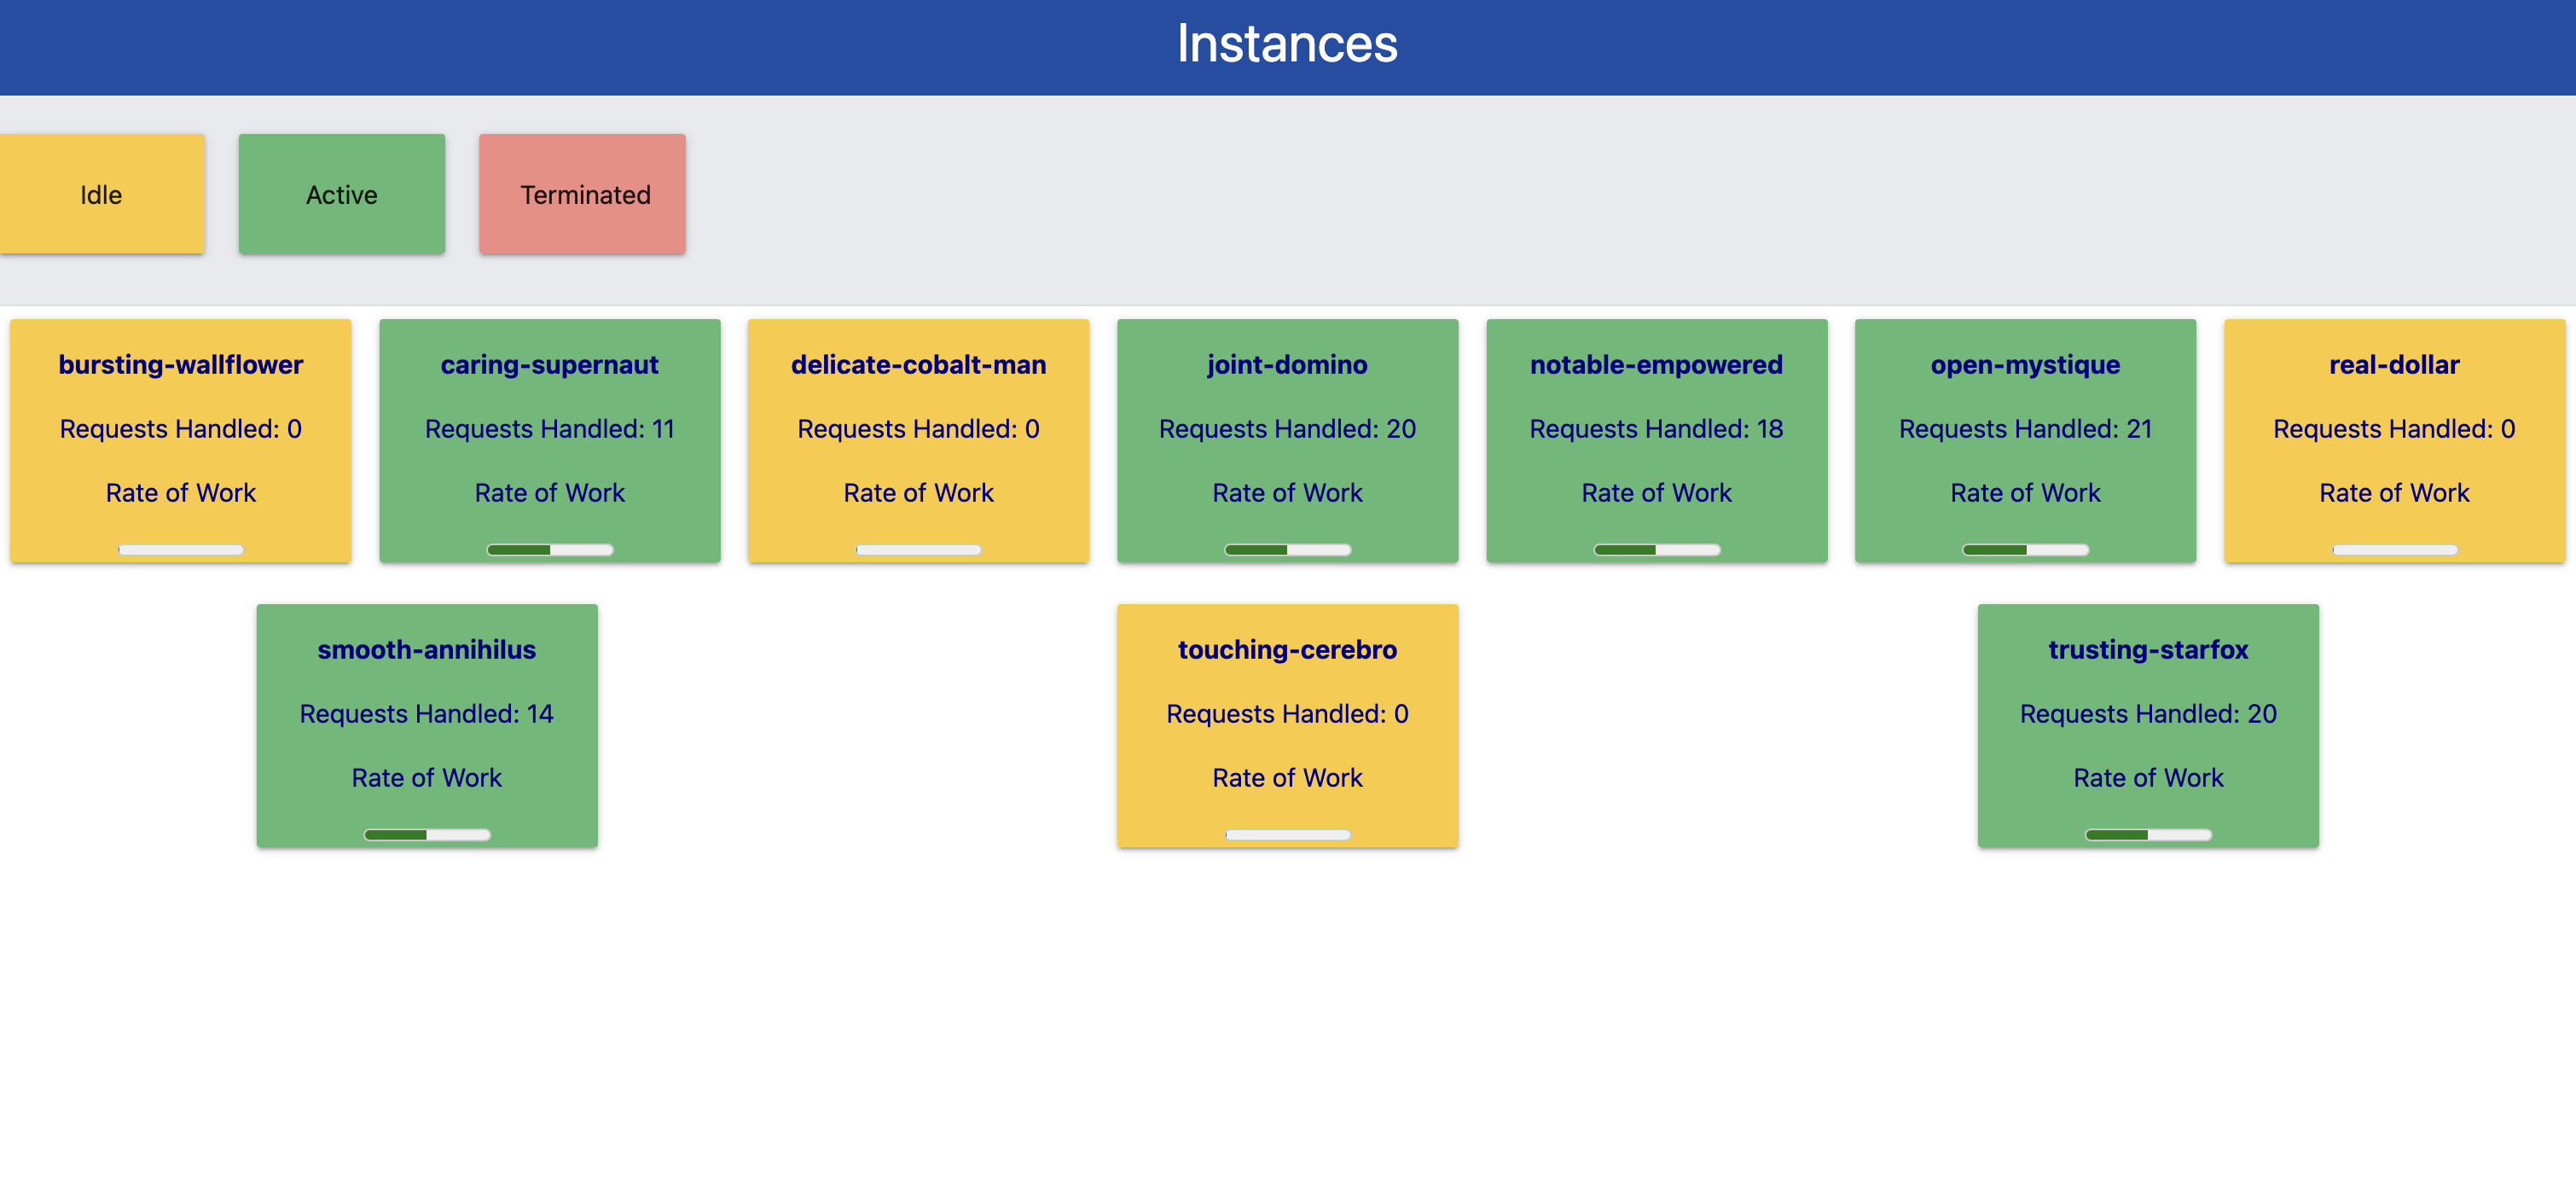 Instances
Idle
Active
Terminated
bursting-wallflower
Requests Handled: 0
Rate of Work
caring-supernaut
Requests Handled: 11
Rate of Work
delicate-cobalt-man
Requests Handled: 0
Rate of Work
joint-domino
Requests Handled: 20
Rate of Work
notable-empowered
Requests Handled: 18
Rate of Work
open-mystique
Requests Handled: 21
Rate of Work
real-dollar
Requests Handled: 0
Rate of Work
smooth-annihilus
Requests Handled: 14
Rate of Work
touching-cerebro
Requests Handled: 0
Rate of Work
trusting-starfox
Requests Handled: 20
Rate of Work